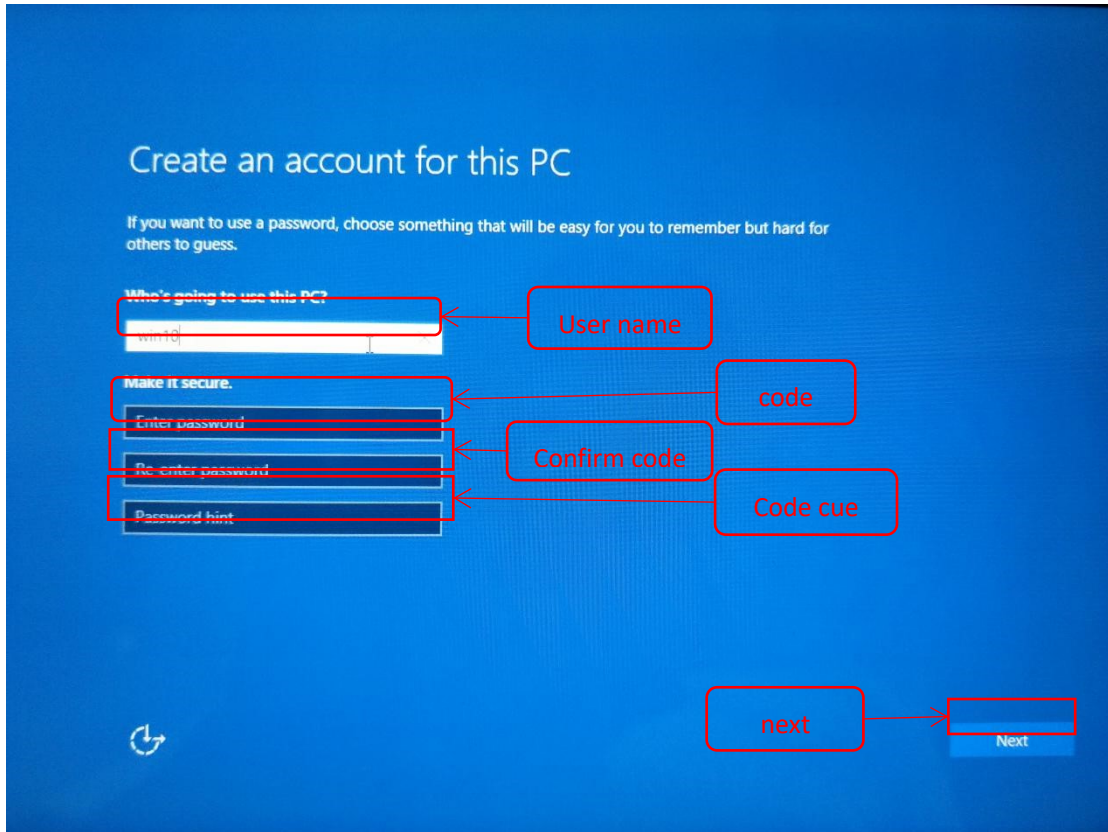 Create an account for this PC
If you want to use a password, choose something that will be easy for you to remember but hard for
others to guess.
Who's going to use this PC?
win10
User name
Make it secure.
code
Enter password
Confirm code
Re-enter password
Code cue
Password hint
next
Next